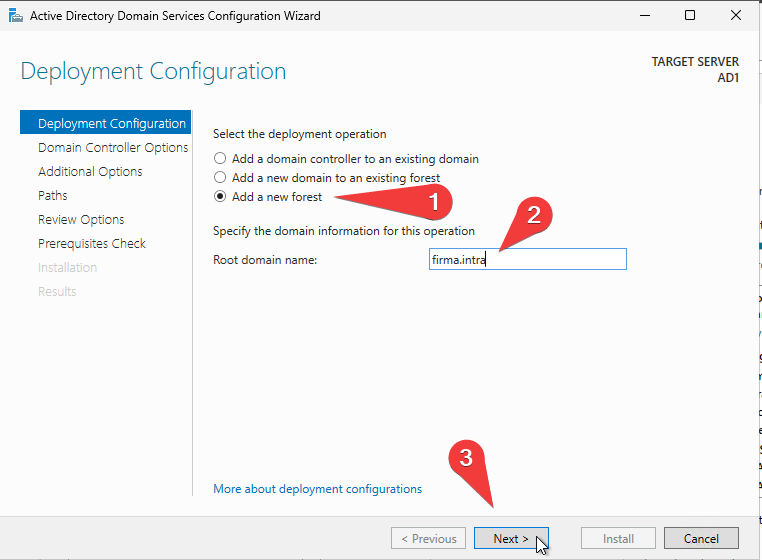 Active Directory Domain Services Configuration Wizard
Deployment Configuration
TARGET SERVER
AD1
Deployment Configuration
Domain Controller Options
Additional Options
Paths
Review Options
Prerequisites Check
Installation
Results
Select the deployment operation
Add a domain controller to an existing domain
Add a new domain to an existing forest
Add a new forest
1
2
Specify the domain information for this operation
Root domain name:
firma.intra
3
More about deployment configurations
< Previous
Next >
Install
Cancel